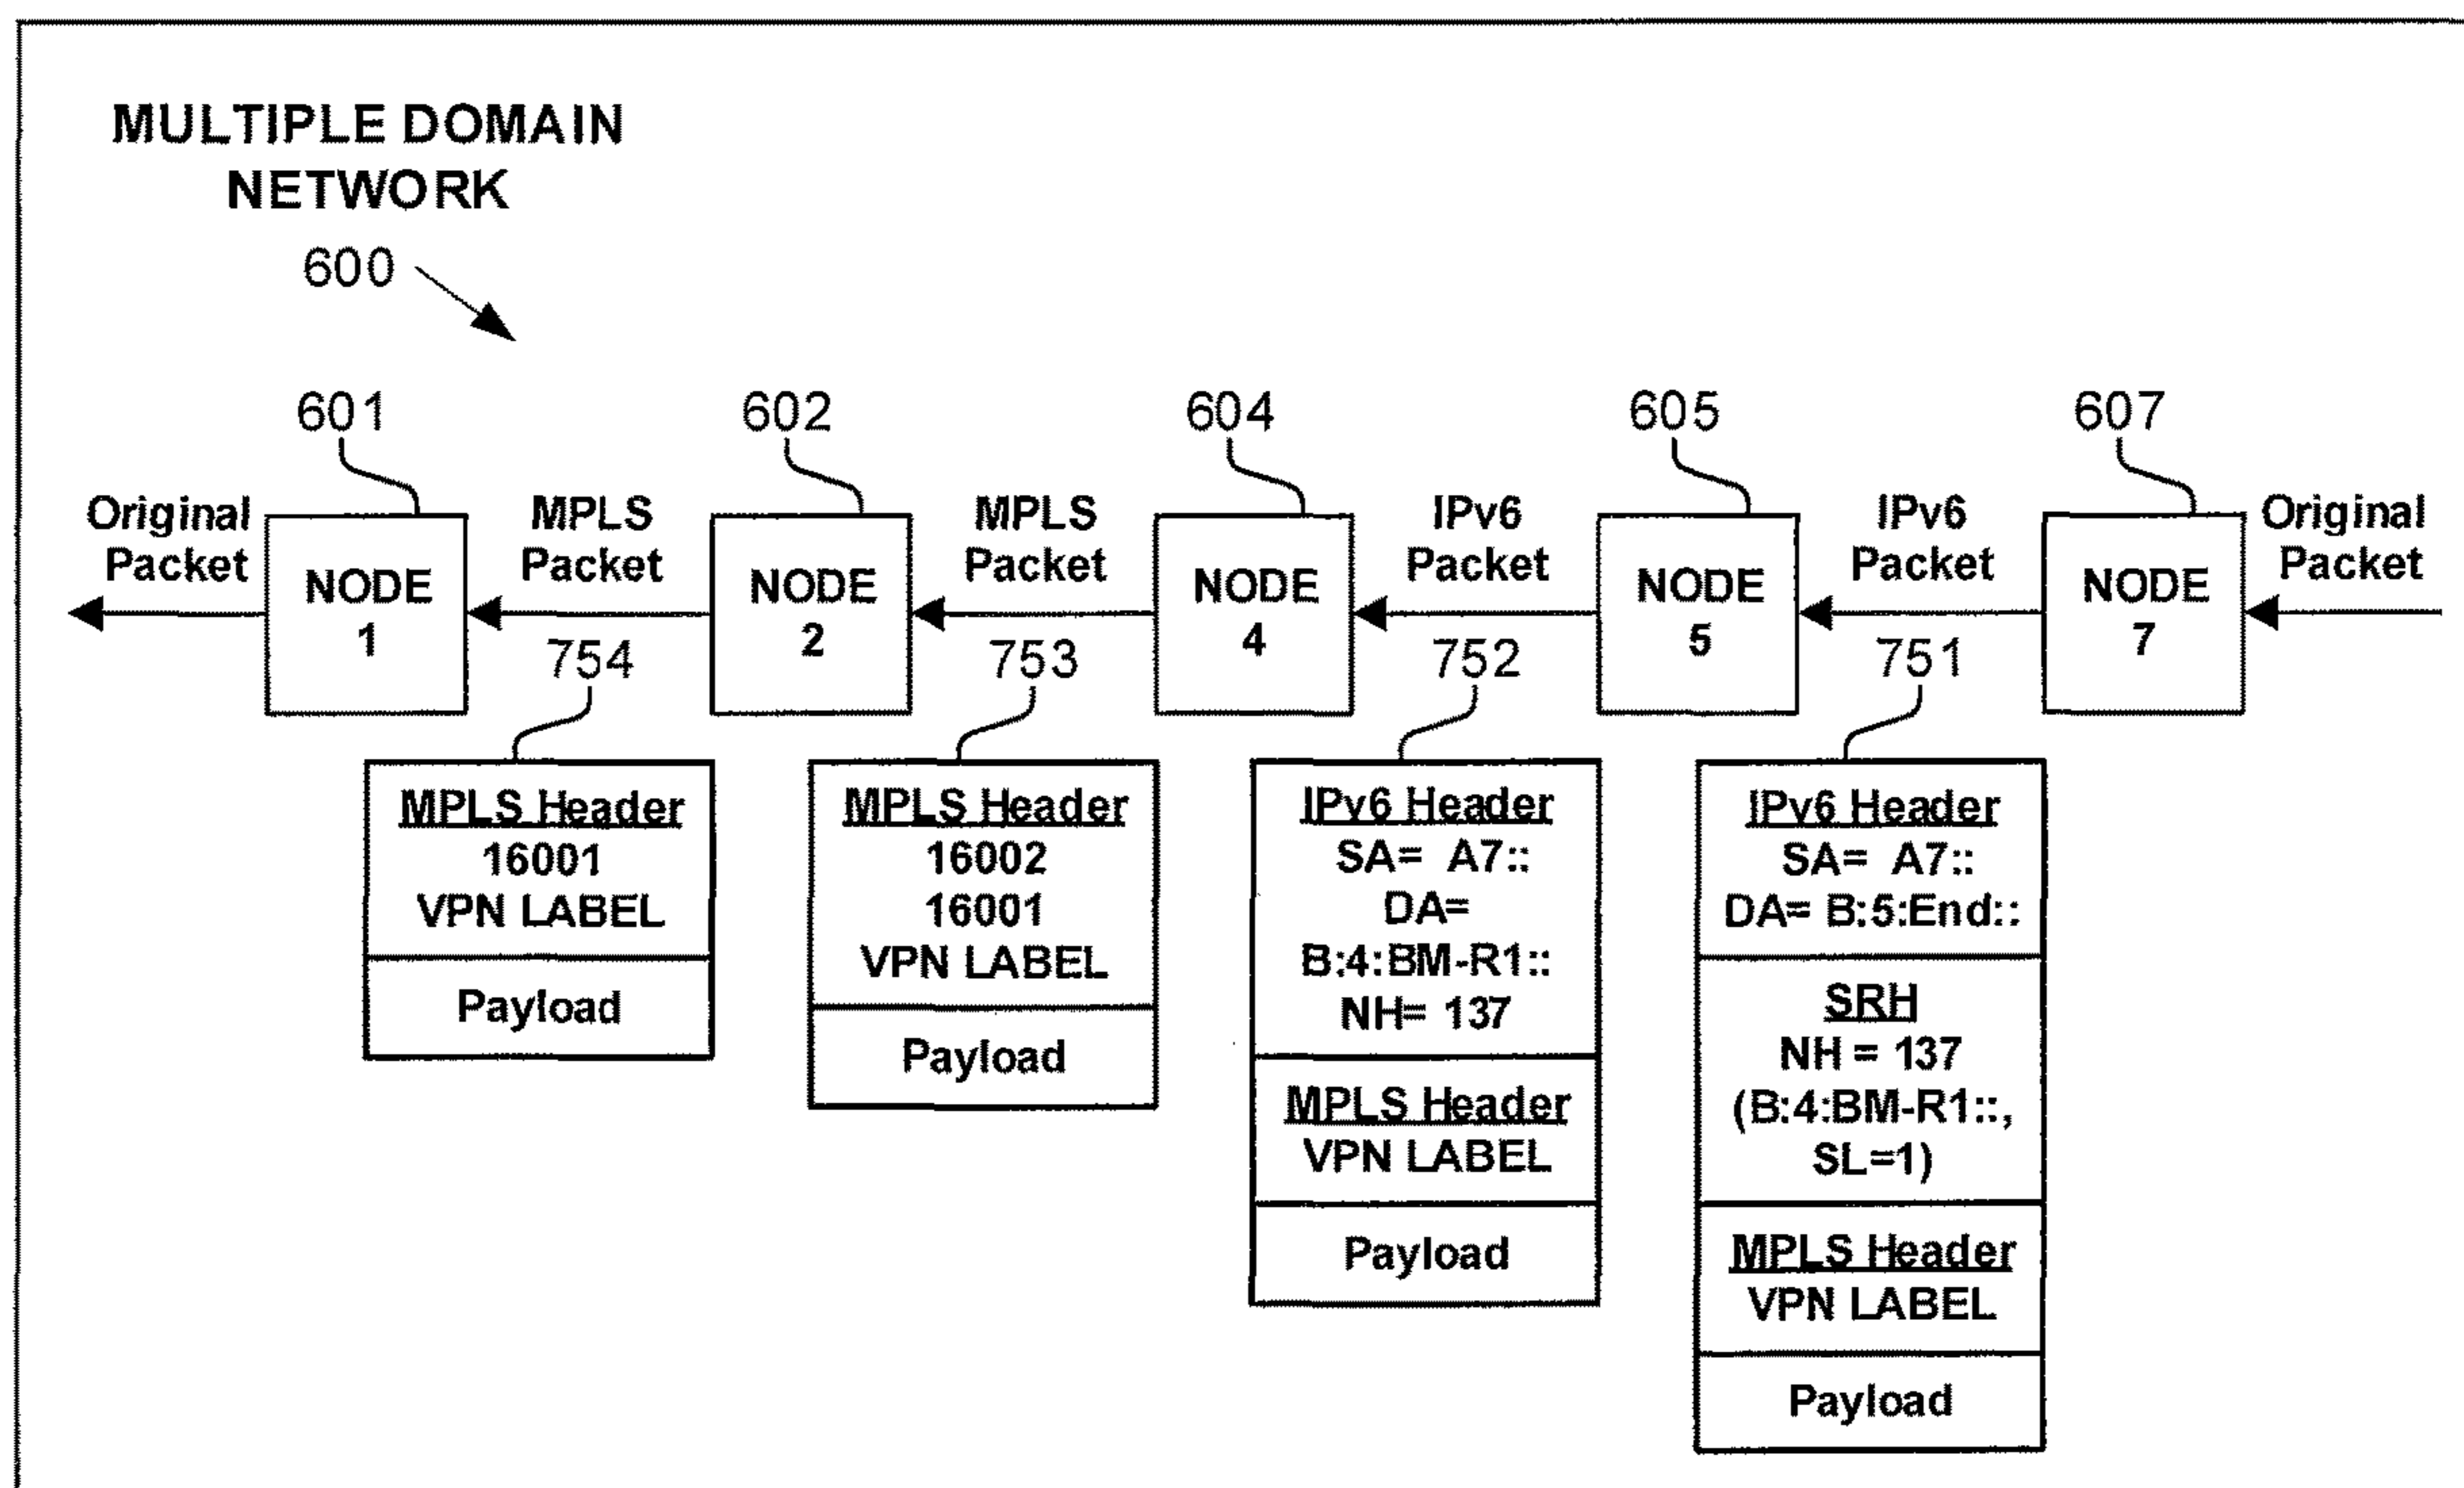 MULTIPLE DOMAIN
NETWORK
600
601
602
604
605
607
Original
Packet
MPLS
Packet
MPLS
Packet
IPv6
Packet
IPv6
Packet
Original
Packet
NODE
1
NODE
2
NODE
4
NODE
5
NODE
7
754
753
752
751
MPLS Header
16001
VPN LABEL
Payload
MPLS Header
16002
16001
VPN LABEL
Payload
IPv6 Header
SA= A7::
DA=
B:4:BM-R1::
NH= 137
MPLS Header
VPN LABEL
Payload
IPv6 Header
SA= A7::
DA= B:5:End::
SRH
NH = 137
(B:4:BM-R1::,
SL=1)
MPLS Header
VPN LABEL
Payload